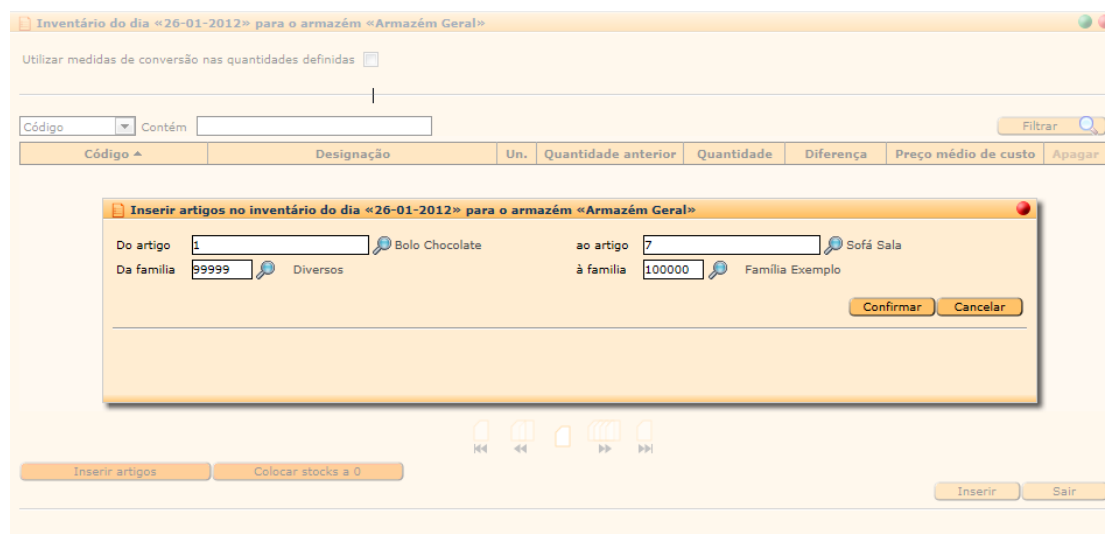 Inventário do dia «26-01-2012» para o armazém «Armazém Geral»
Utilizar medidas de conversão nas quantidades definidas
Código Contém Filtrar
Código Designação Un. Quantidade anterior Quantidade Diferença Preço médio de custo Apagar
Inserir artigos no inventário do dia «26-01-2012» para o armazém «Armazém Geral»
Do artigo 1 Bolo Chocolate ao artigo 7 Sofá Sala
Da familia 99999 Diversos à familia 100000 Família Exemplo
Confirmar Cancelar
Inserir artigos Colocar stocks a 0
Inserir Sair